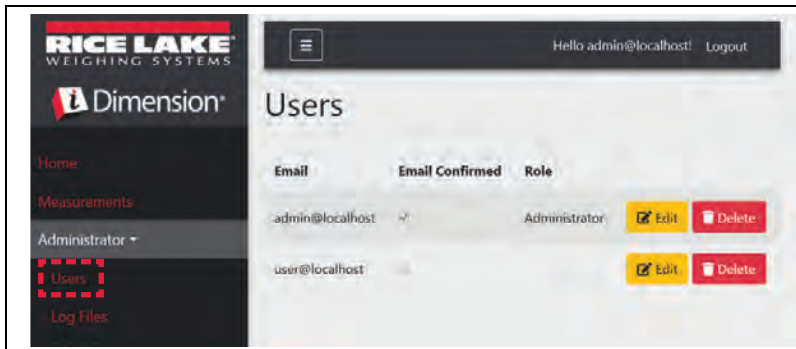 RICE LAKE
WEIGHING SYSTEMS
iDimension®
Home
Measurements
Administrator
Users
Log Files
Hello admin@localhost! Logout
Users
Email Email Confirmed Role
admin@localhost Administrator Edit Delete
user@localhost Edit Delete